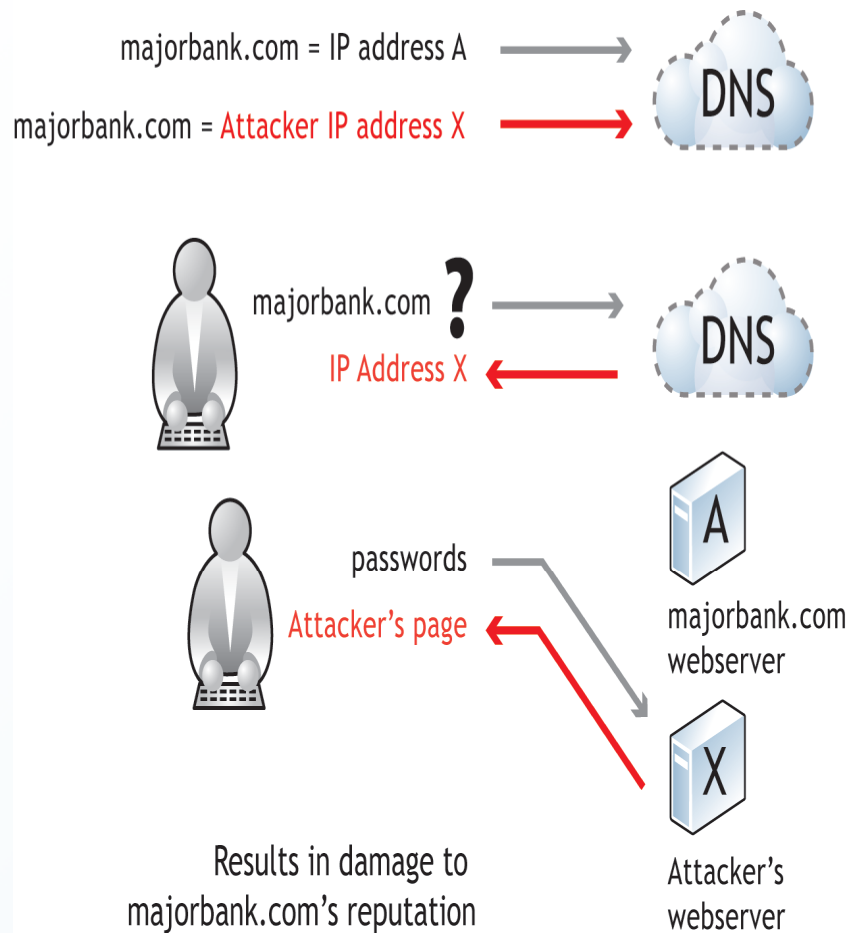 majorbank.com = IP address A
DNS
majorbank.com = Attacker IP address X
majorbank.com ?
DNS
IP Address X
A
passwords
Attacker's page
majorbank.com
webserver
X
Results in damage to
majorbank.com's reputation
Attacker's
webserver